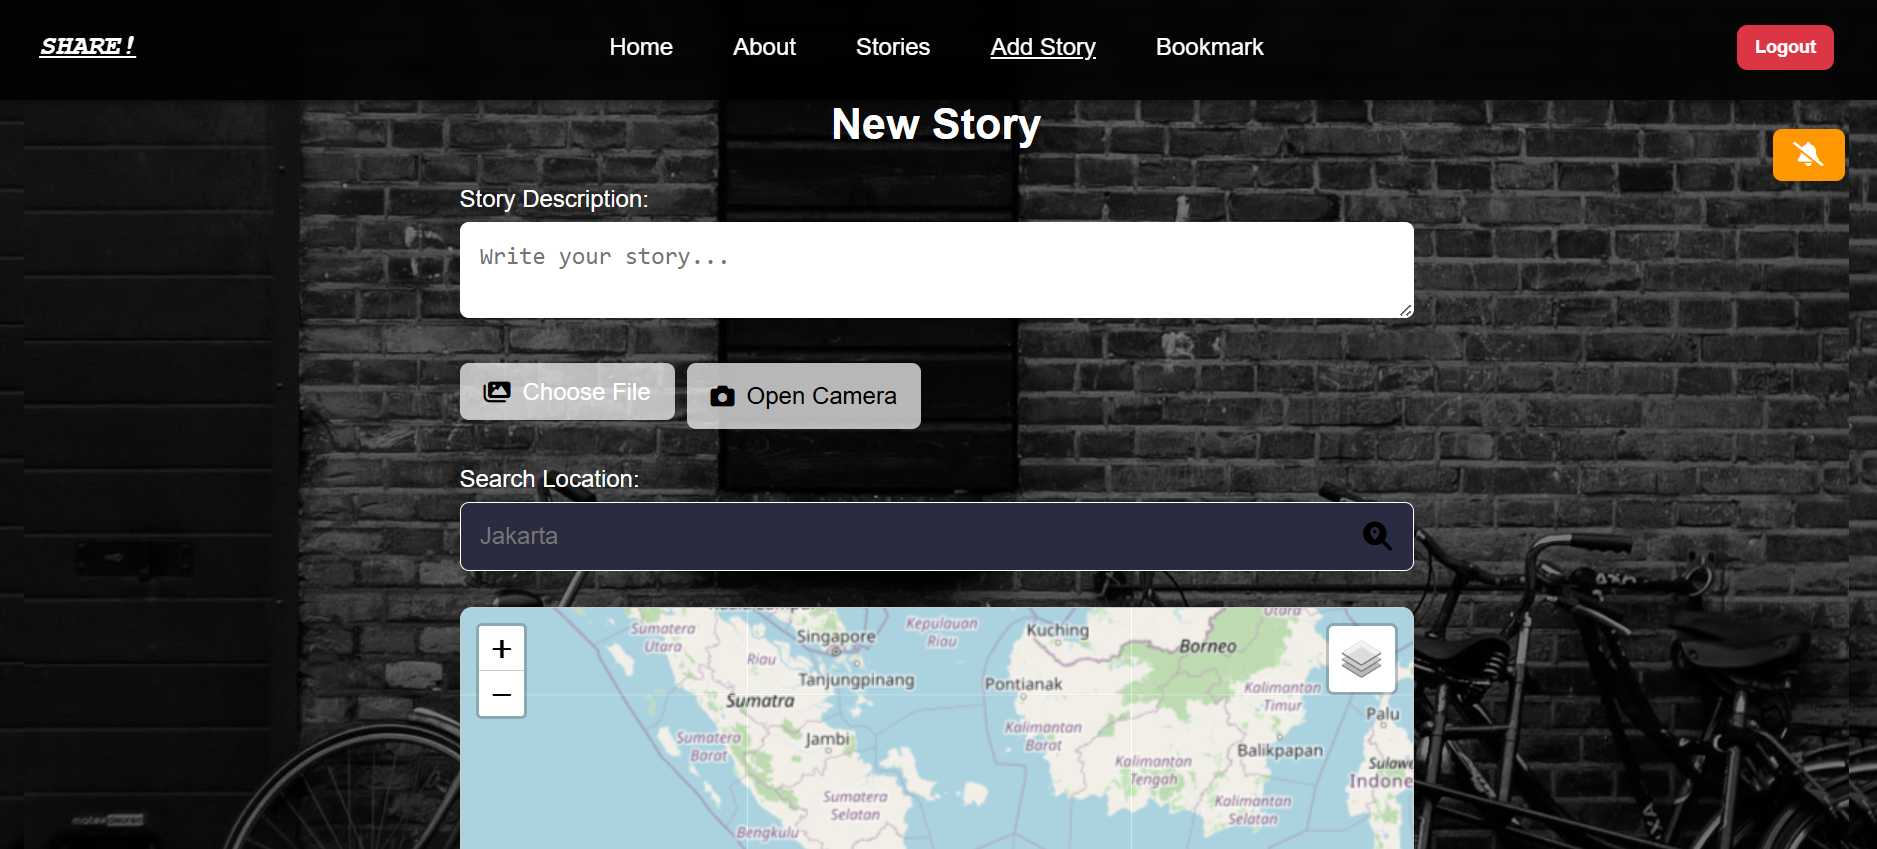 SHARE!
Home
About
Stories
Add Story
Bookmark
Logout
New Story
Story Description:
Write your story...
Choose File
Open Camera
Search Location:
Jakarta
+
−
Sumatera
Utara
Singapore
Kepulauan
Riau
Kuching
Utara
Borneo
Riau
Tanjungpinang
Pontianak
Kalimantan
Timur
Sumatra
Palu
Sumatera
Barat
Jambi
Kalimantan
Barat
Balikpapan
Kalimantan
Tengah
Sulawe
Indone
Sumatera
Selatan
Kalimantan
Selatan
Bengkulu